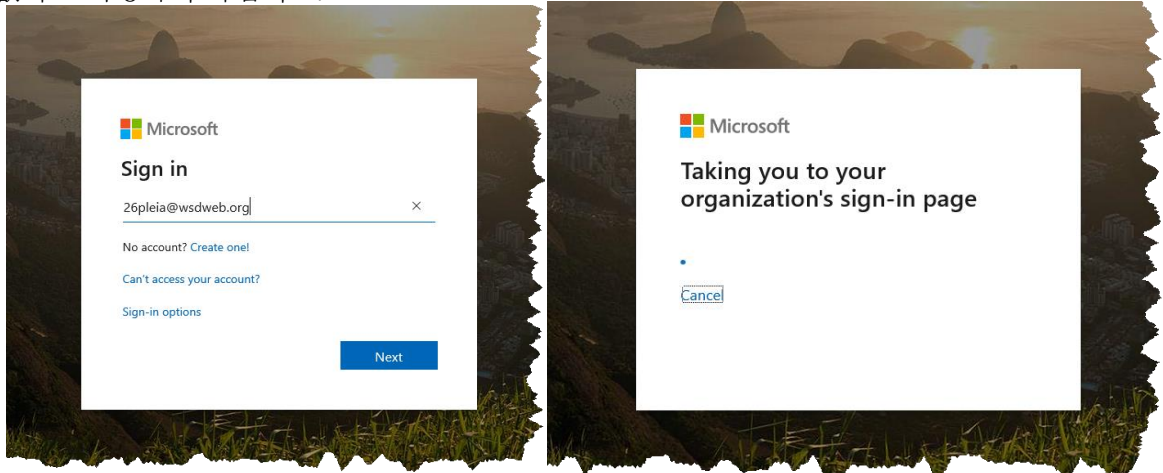 Microsoft
Sign in
26pleia@wsdweb.org
No account? Create one!
Can't access your account?
Sign-in options
Next
Microsoft
Taking you to your
organization's sign-in page
Cancel